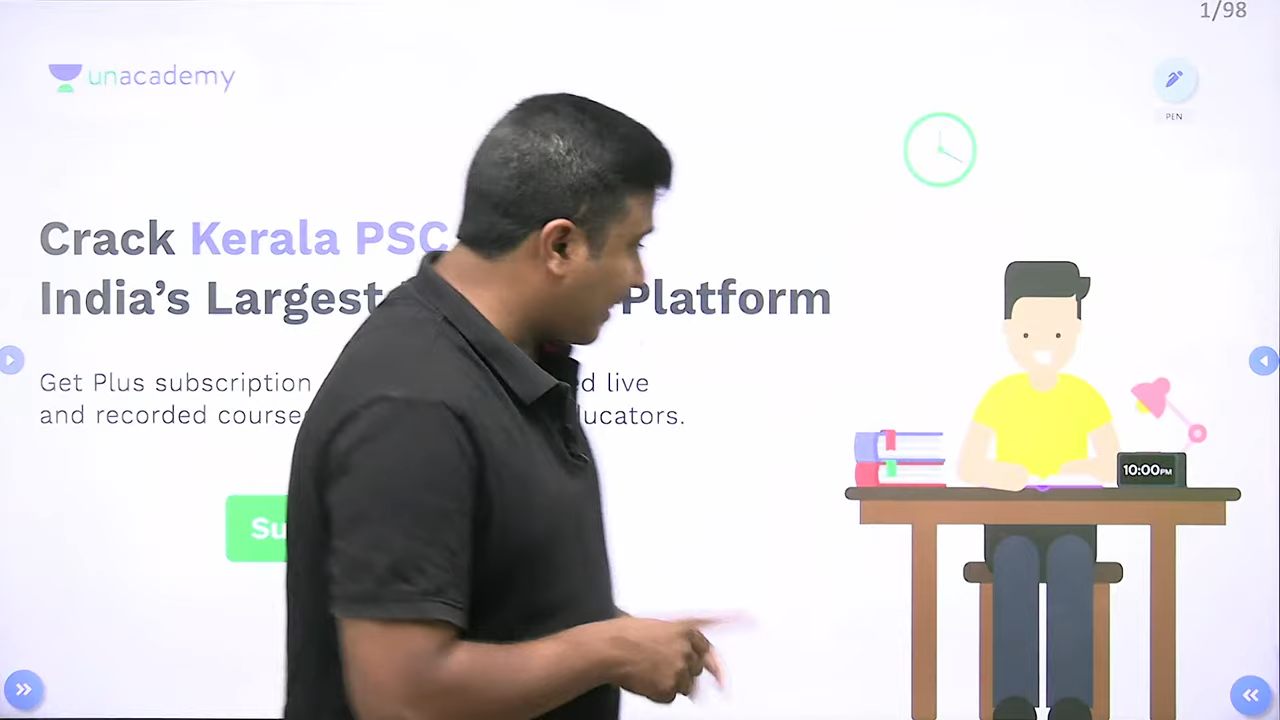 1/98
unacademy
PEN
Crack Kerala PSC
India's Largest Platform
Get Plus subscription d live
and recorded course ducators.
10:00PM
Su